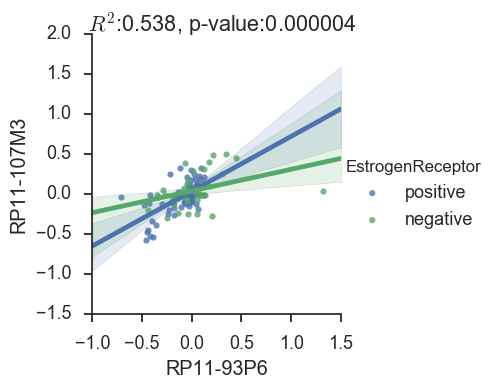 R²:0.538, p-value:0.000004
2.0
1.5
1.0
0.5
0.0
−0.5
−1.0
−1.5
RP11-107M3
−1.0 −0.5 0.0 0.5 1.0 1.5
RP11-93P6
EstrogenReceptor
positive
negative